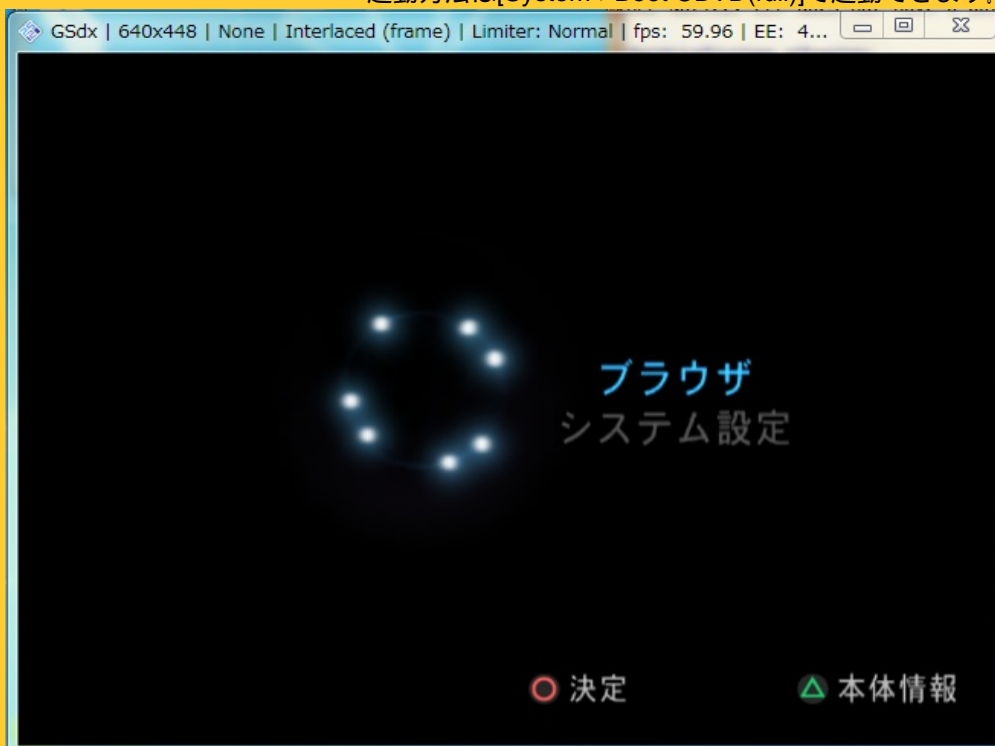 GSdx | 640x448 | None | Interlaced (frame) | Limiter: Normal | fps: 59.96 | EE: 4...
ブラウザ
システム設定
決定
本体情報